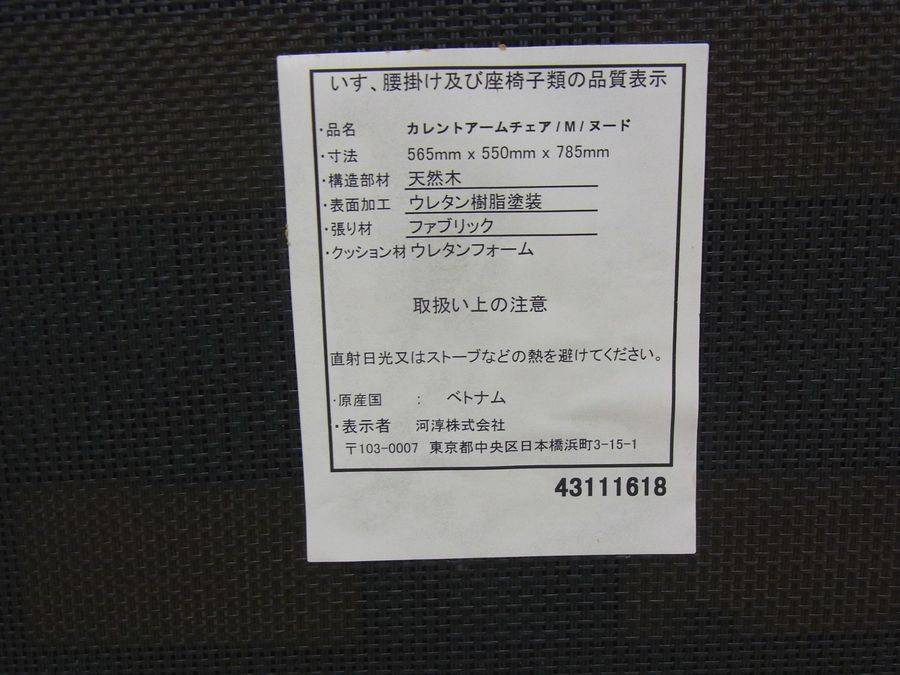 いす、腰掛け及び座椅子類の品質表示
・品名 カレントアームチェア / M / ヌード
・寸法 565mm x 550mm x 785mm
・構造部材 天然木
・表面加工 ウレタン樹脂塗装
・張り材 ファブリック
・クッション材 ウレタンフォーム
取扱い上の注意
直射日光又はストーブなどの熱を避けてください。
・原産国 : ベトナム
・表示者 河淳株式会社
〒103-0007 東京都中央区日本橋浜町3-15-1
43111618